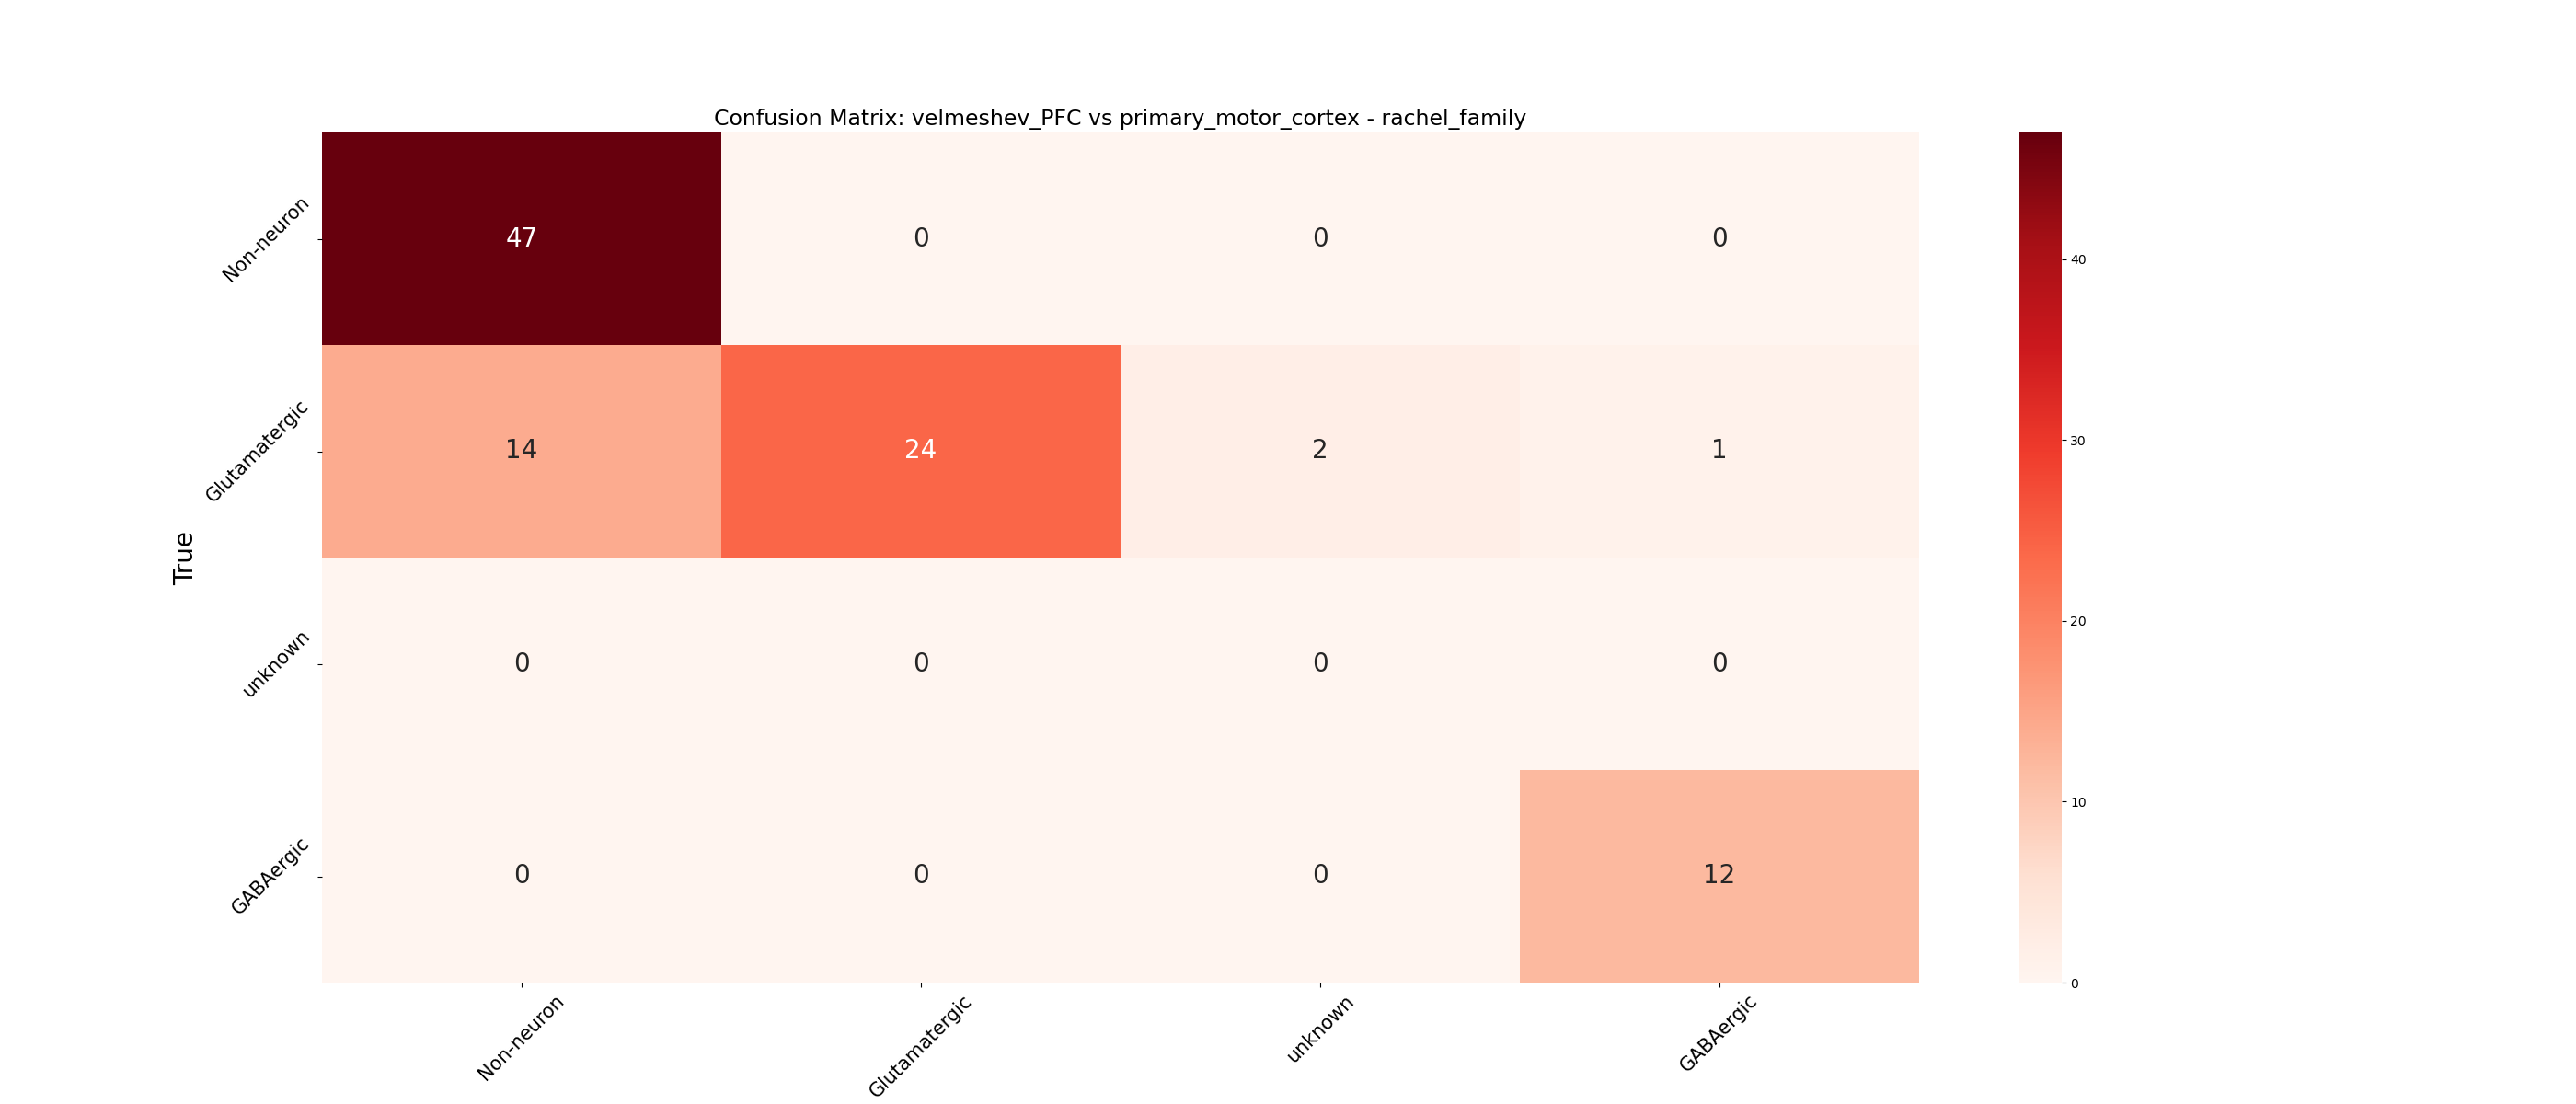 Confusion Matrix: velmeshev_PFC vs primary_motor_cortex - rachel_family
True
Non-neuron
47 0 0 0
Glutamatergic
14 24 2 1
unknown
0 0 0 0
GABAergic
0 0 0 12
Non-neuron
Glutamatergic
unknown
GABAergic
40
30
20
10
0